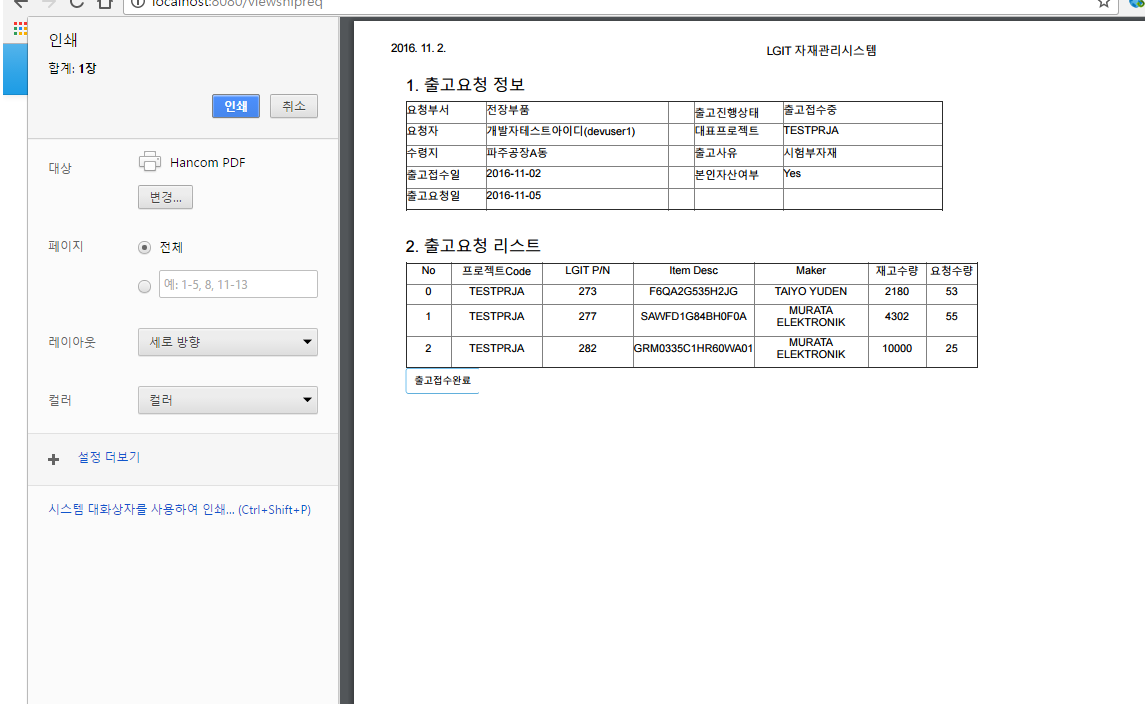 localhost:8080/viewshipreq
인쇄
합계: 1장
인쇄 취소
대상 Hancom PDF
변경...
페이지 전체
예: 1-5, 8, 11-13
레이아웃 세로 방향
컬러 컬러
설정 더보기
시스템 대화상자를 사용하여 인쇄... (Ctrl+Shift+P)
2016. 11. 2. LGIT 자재관리시스템
1. 출고요청 정보
요청부서 전장부품 출고진행상태 출고접수중
요청자 개발자테스트아이디(devuser1) 대표프로젝트 TESTPRJA
수령지 파주공장A동 출고사유 시험부자재
출고접수일 2016-11-02 본인자산여부 Yes
출고요청일 2016-11-05
2. 출고요청 리스트
No 프로젝트Code LGIT P/N Item Desc Maker 재고수량 요청수량
0 TESTPRJA 273 F6QA2G535H2JG TAIYO YUDEN 2180 53
1 TESTPRJA 277 SAWFD1G84BH0F0A MURATA ELEKTRONIK 4302 55
2 TESTPRJA 282 GRM0335C1HR60WA01 MURATA ELEKTRONIK 10000 25
출고접수완료